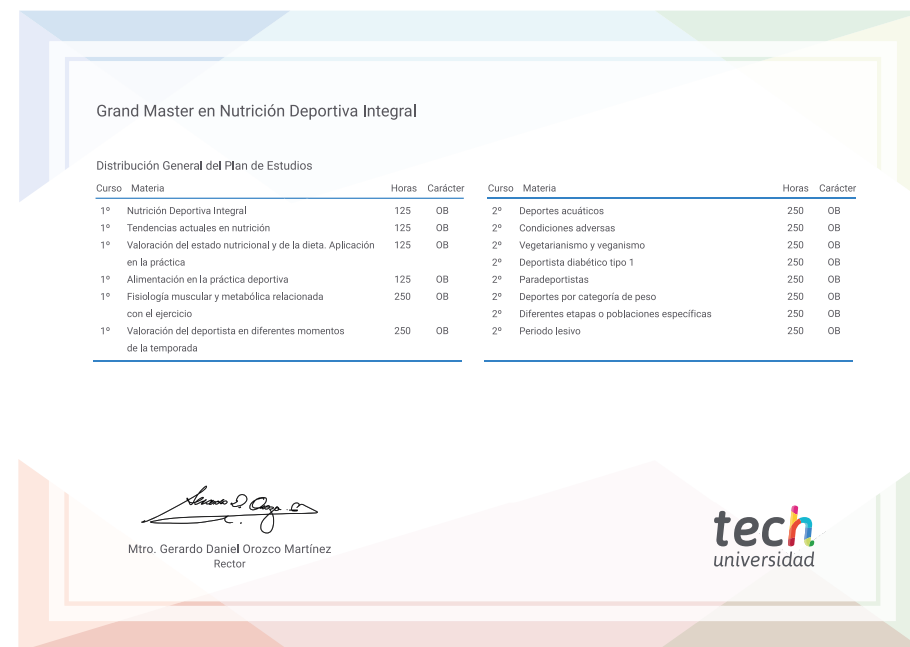 Grand Master en Nutrición Deportiva Integral
Distribución General del Plan de Estudios
Curso Materia Horas Carácter
1º Nutrición Deportiva Integral 125 OB
1º Tendencias actuales en nutrición 125 OB
1º Valoración del estado nutricional y de la dieta. Aplicación 125 OB
en la práctica
1º Alimentación en la práctica deportiva 125 OB
1º Fisiología muscular y metabólica relacionada 250 OB
con el ejercicio
1º Valoración del deportista en diferentes momentos 250 OB
de la temporada
Curso Materia Horas Carácter
2º Deportes acuáticos 250 OB
2º Condiciones adversas 250 OB
2º Vegetarianismo y veganismo 250 OB
2º Deportista diabético tipo 1 250 OB
2º Paradeportistas 250 OB
2º Deportes por categoría de peso 250 OB
2º Diferentes etapas o poblaciones específicas 250 OB
2º Periodo lesivo 250 OB
Mtro. Gerardo Daniel Orozco Martínez
Rector
tech
universidad